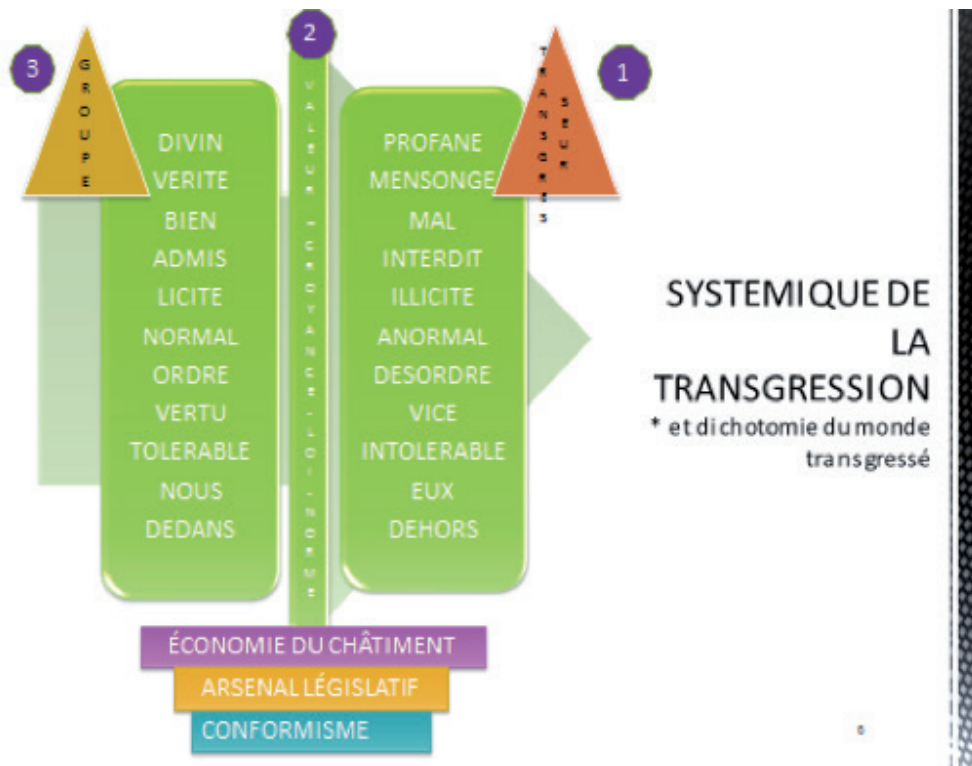 3
GROUPE
2
VALEUR -CROYANCE-LOI-NORME
TRANSGRES
SEUR
1
DIVIN
VERITE
BIEN
ADMIS
LICITE
NORMAL
ORDRE
VERTU
TOLERABLE
NOUS
DEDANS
PROFANE
MENSONGE
MAL
INTERDIT
ILLICITE
ANORMAL
DESORDRE
VICE
INTOLERABLE
EUX
DEHORS
SYSTEMIQUE DE
LA
TRANSGRESSION
* et dichotomie du monde
transgressé
ÉCONOMIE DU CHÂTIMENT
ARSENAL LÉGISLATIF
CONFORMISME